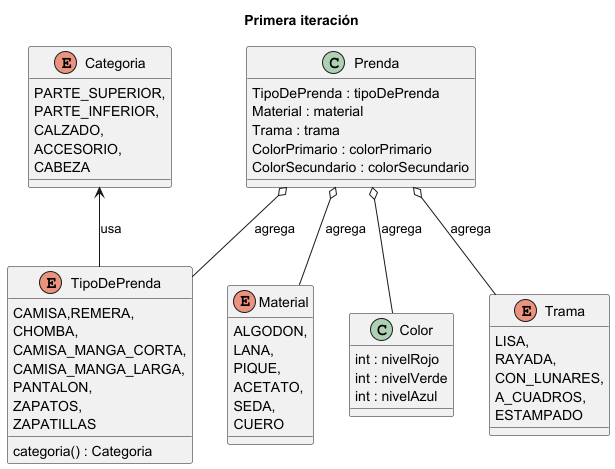 Primera iteración
E Categoria
PARTE_SUPERIOR,
PARTE_INFERIOR,
CALZADO,
ACCESORIO,
CABEZA
C Prenda
TipoDePrenda : tipoDePrenda
Material : material
Trama : trama
ColorPrimario : colorPrimario
ColorSecundario : colorSecundario
usa
agrega
agrega
agrega
agrega
E TipoDePrenda
CAMISA,REMERA,
CHOMBA,
CAMISA_MANGA_CORTA,
CAMISA_MANGA_LARGA,
PANTALON,
ZAPATOS,
ZAPATILLAS
categoria() : Categoria
E Material
ALGODON,
LANA,
PIQUE,
ACETATO,
SEDA,
CUERO
C Color
int : nivelRojo
int : nivelVerde
int : nivelAzul
E Trama
LISA,
RAYADA,
CON_LUNARES,
A_CUADROS,
ESTAMPADO